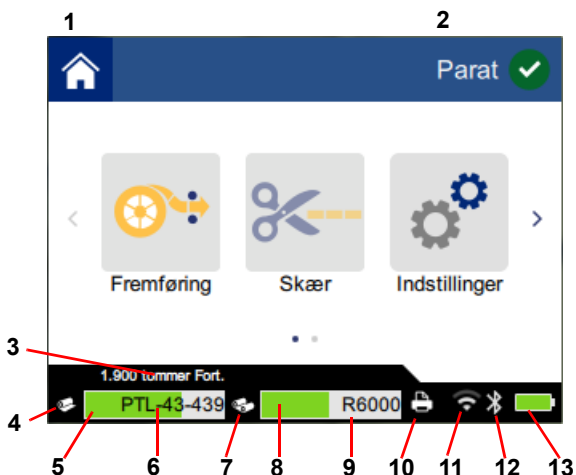 1 2
Parat
Fremføring Skær Indstillinger
3
1.900 tommer Fort.
4 PTL-43-439 R6000
5 6 7 8 9 10 11 12 13